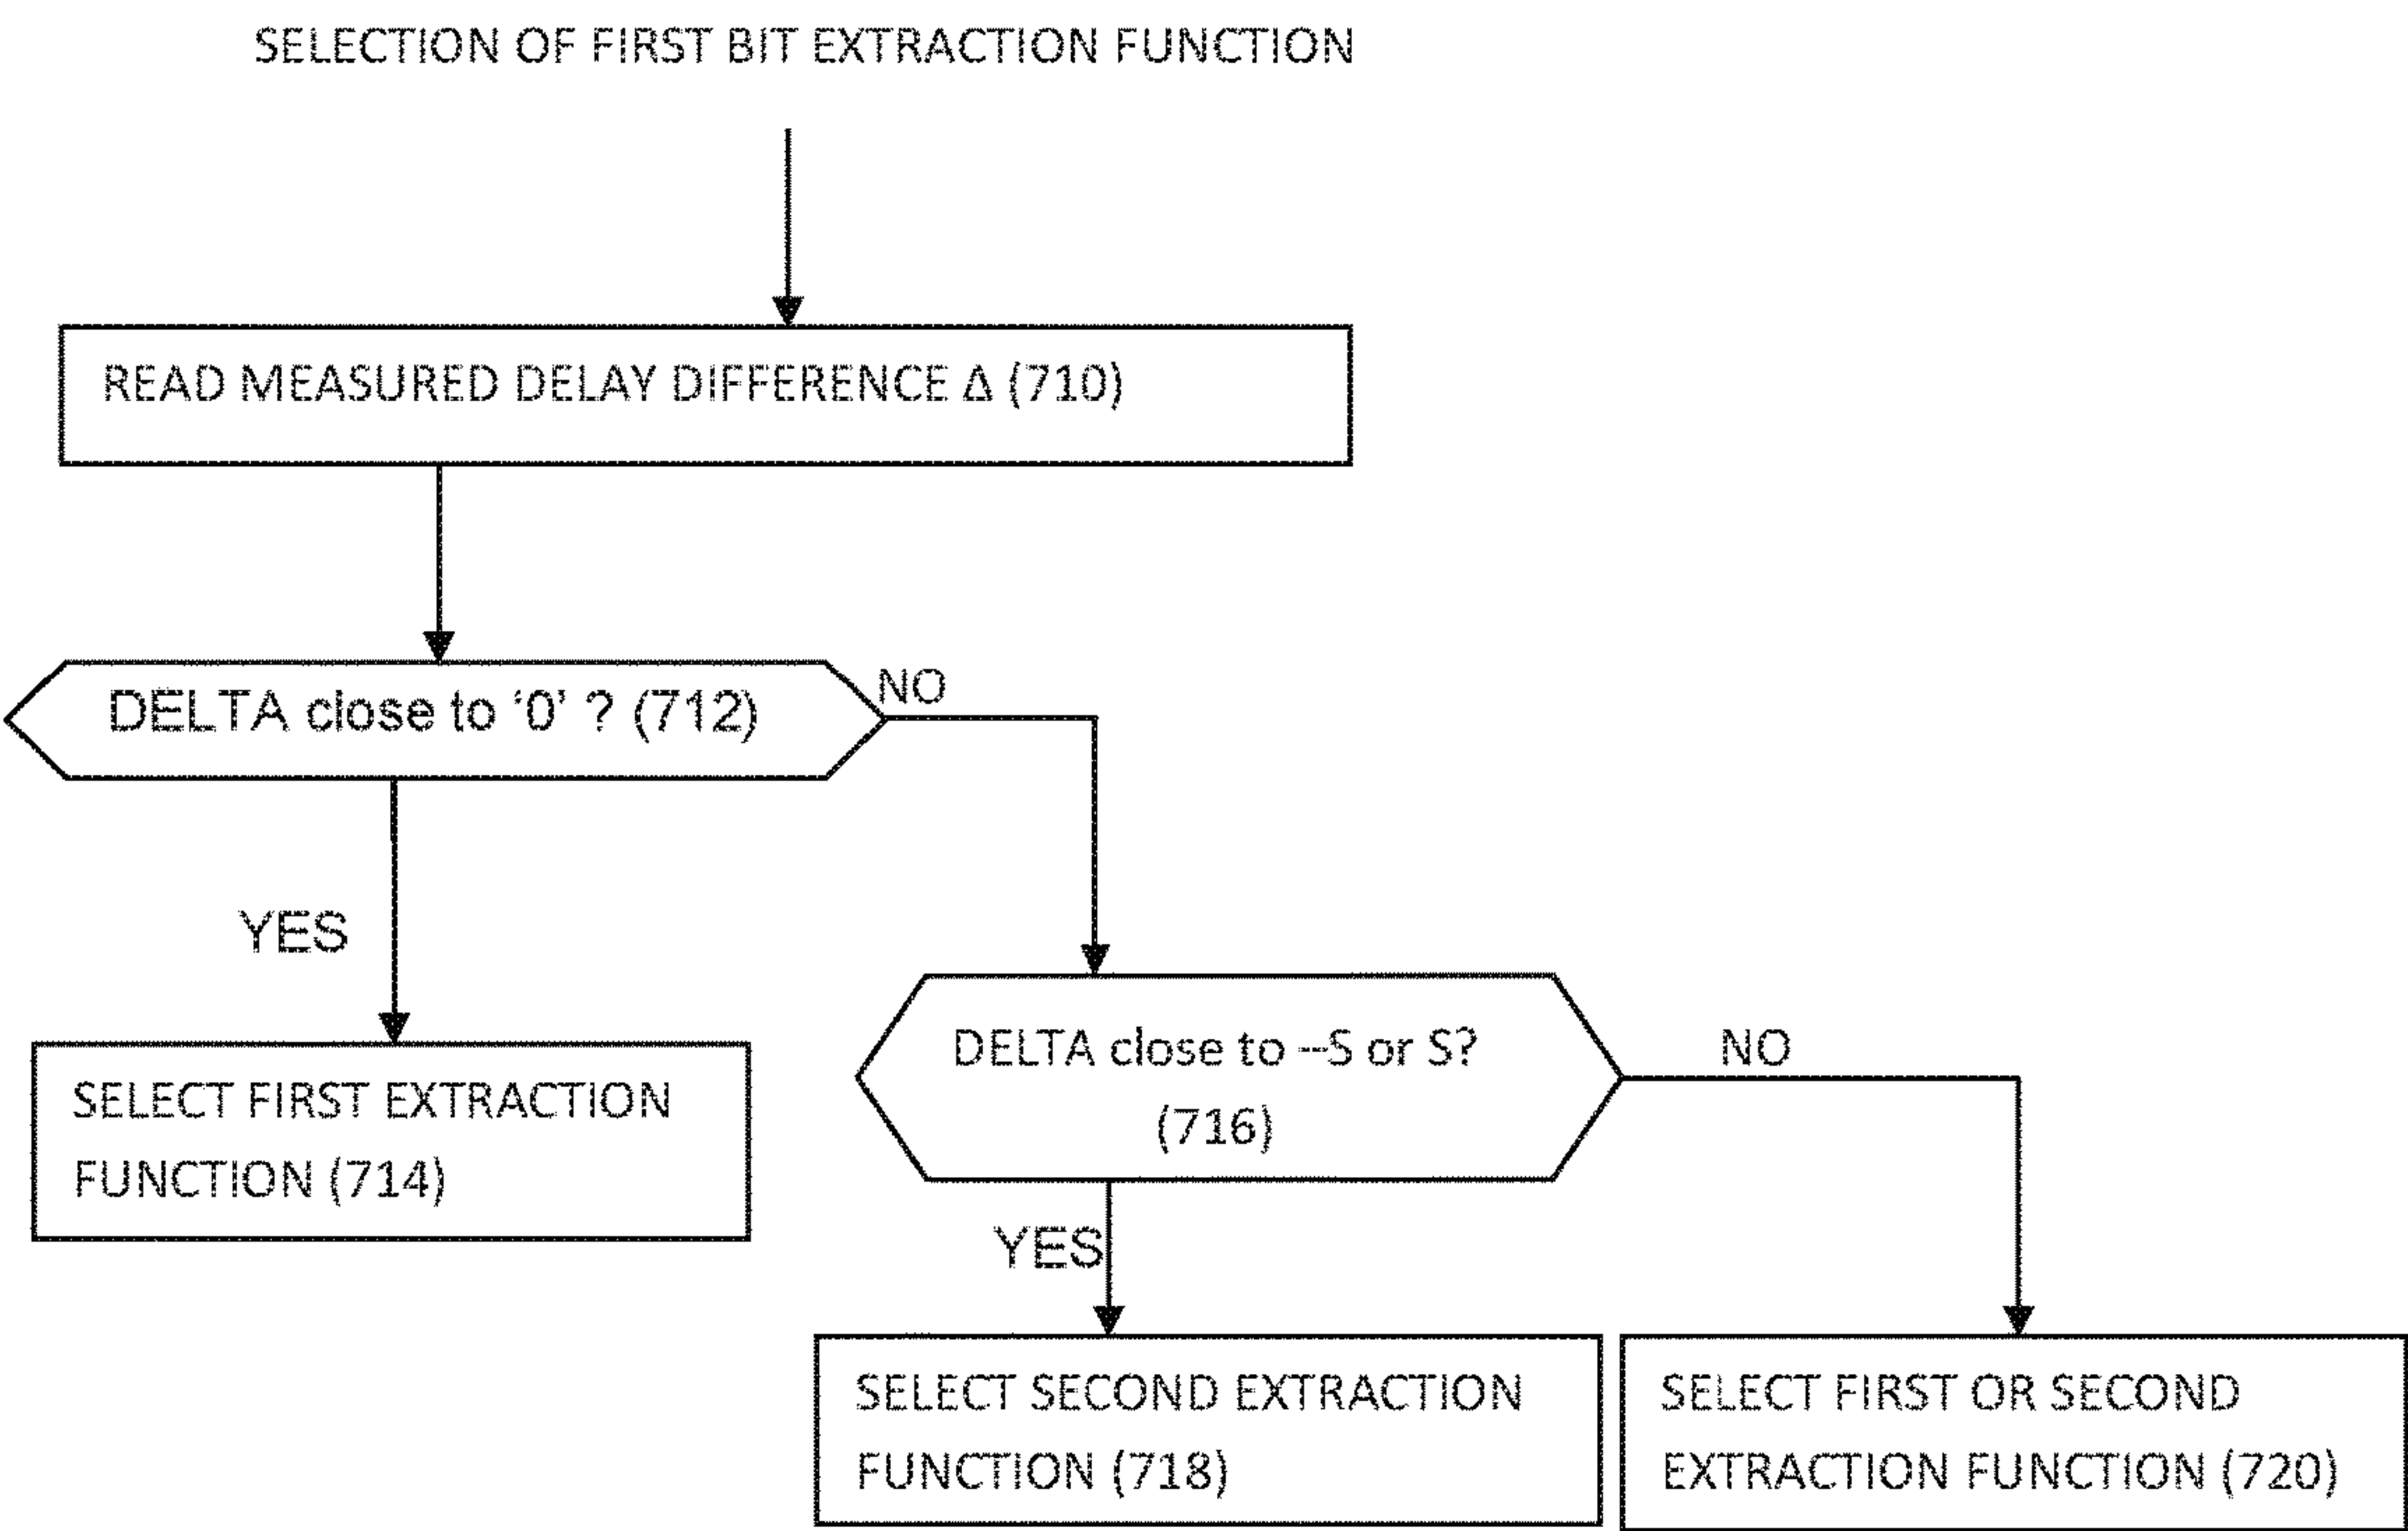 SELECTION OF FIRST BIT EXTRACTION FUNCTION
READ MEASURED DELAY DIFFERENCE Δ (710)
DELTA close to ‘0’ ? (712)
NO
YES
SELECT FIRST EXTRACTION
FUNCTION (714)
DELTA close to --S or S?
(716)
NO
YES
SELECT SECOND EXTRACTION
FUNCTION (718)
SELECT FIRST OR SECOND
EXTRACTION FUNCTION (720)